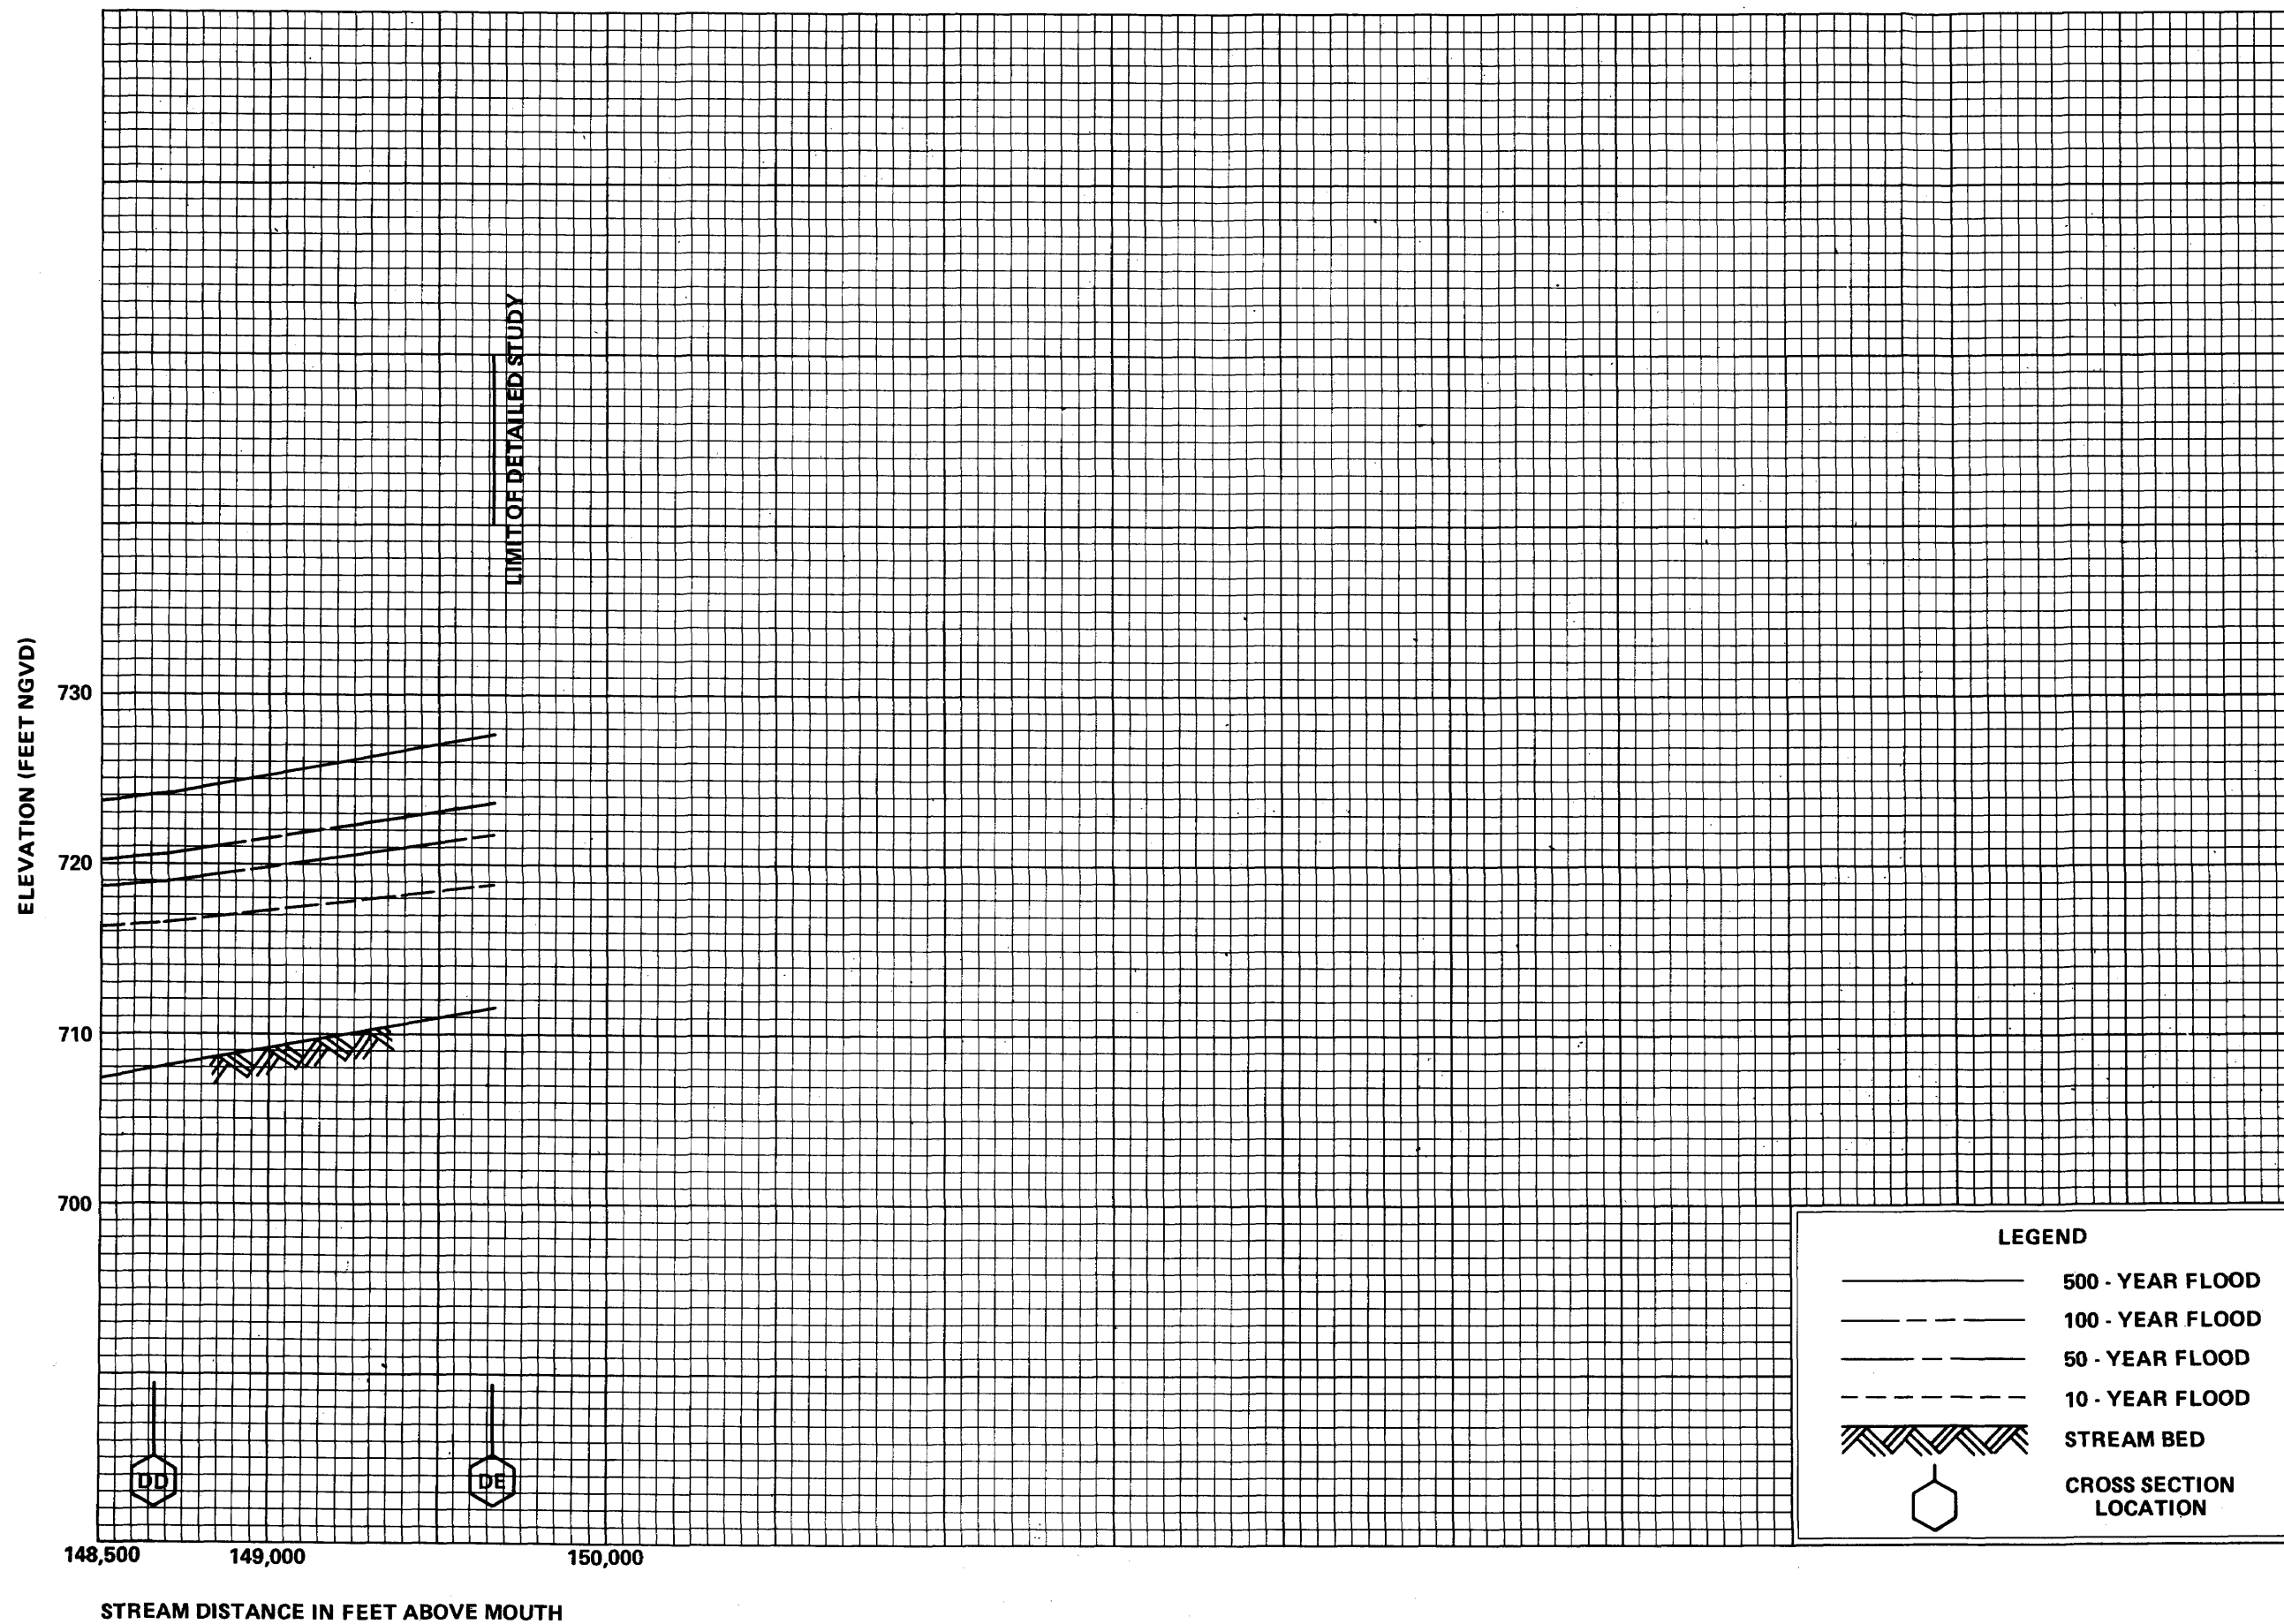 LIMIT OF DETAILED STUDY
ELEVATION (FEET NGVD)
730
720
710
700
LEGEND
500 - YEAR FLOOD
100 - YEAR FLOOD
50 - YEAR FLOOD
10 - YEAR FLOOD
STREAM BED
CROSS SECTION
LOCATION
DD
DE
148,500
149,000
150,000
STREAM DISTANCE IN FEET ABOVE MOUTH